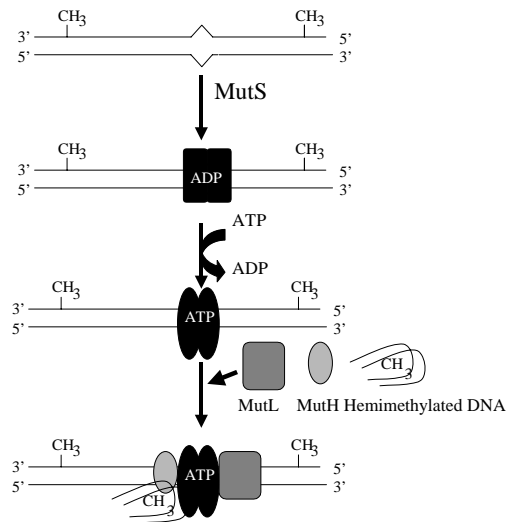 CH3 CH3
3' 5'
5' 3'
MutS
CH3 CH3
3' 5'
ADP
5' 3'
ATP
ADP
CH3 CH3
3' 5'
ATP
5' 3'
CH3
MutL MutH Hemimethylated DNA
CH3 CH3
3' 5'
ATP
5' 3'
CH3